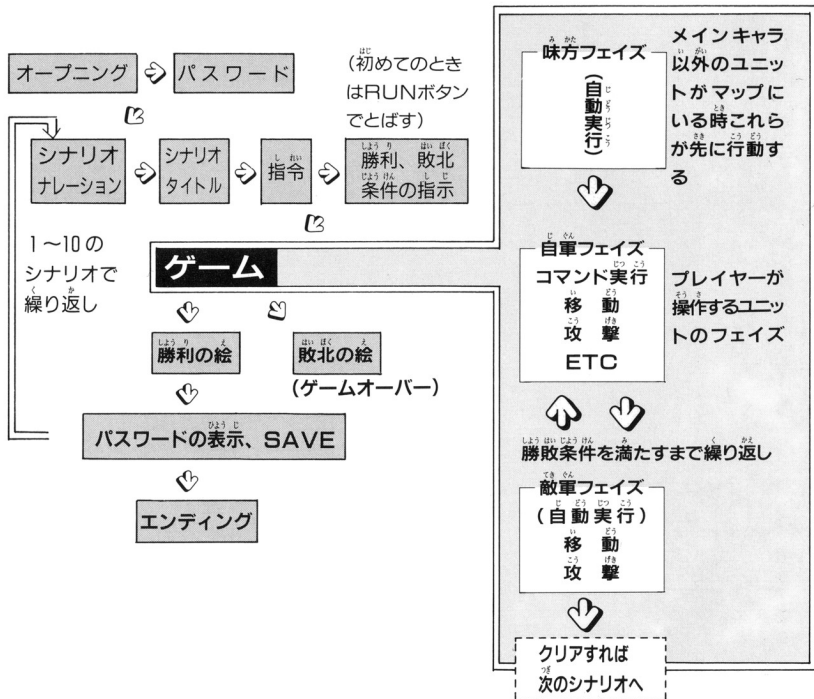 オープニング
パスワード
(初めてのとき
はRUNボタン
でとばす)
シナリオ
ナレーション
シナリオ
タイトル
指令
勝利、敗北
条件の指示
1～10の
シナリオで
繰り返し
ゲーム
勝利の絵
敗北の絵
(ゲームオーバー)
パスワードの表示、SAVE
エンディング
味方フェイズ
(自動実行)
メインキャラ
以外のユニッ
トがマップに
いる時これら
が先に行動す
る
自軍フェイズ
コマンド実行
移動
攻撃
ETC
プレイヤーが
操作するユニッ
トのフェイズ
勝敗条件を満たすまで繰り返し
敵軍フェイズ
(自動実行)
移動
攻撃
クリアすれば
次のシナリオへ